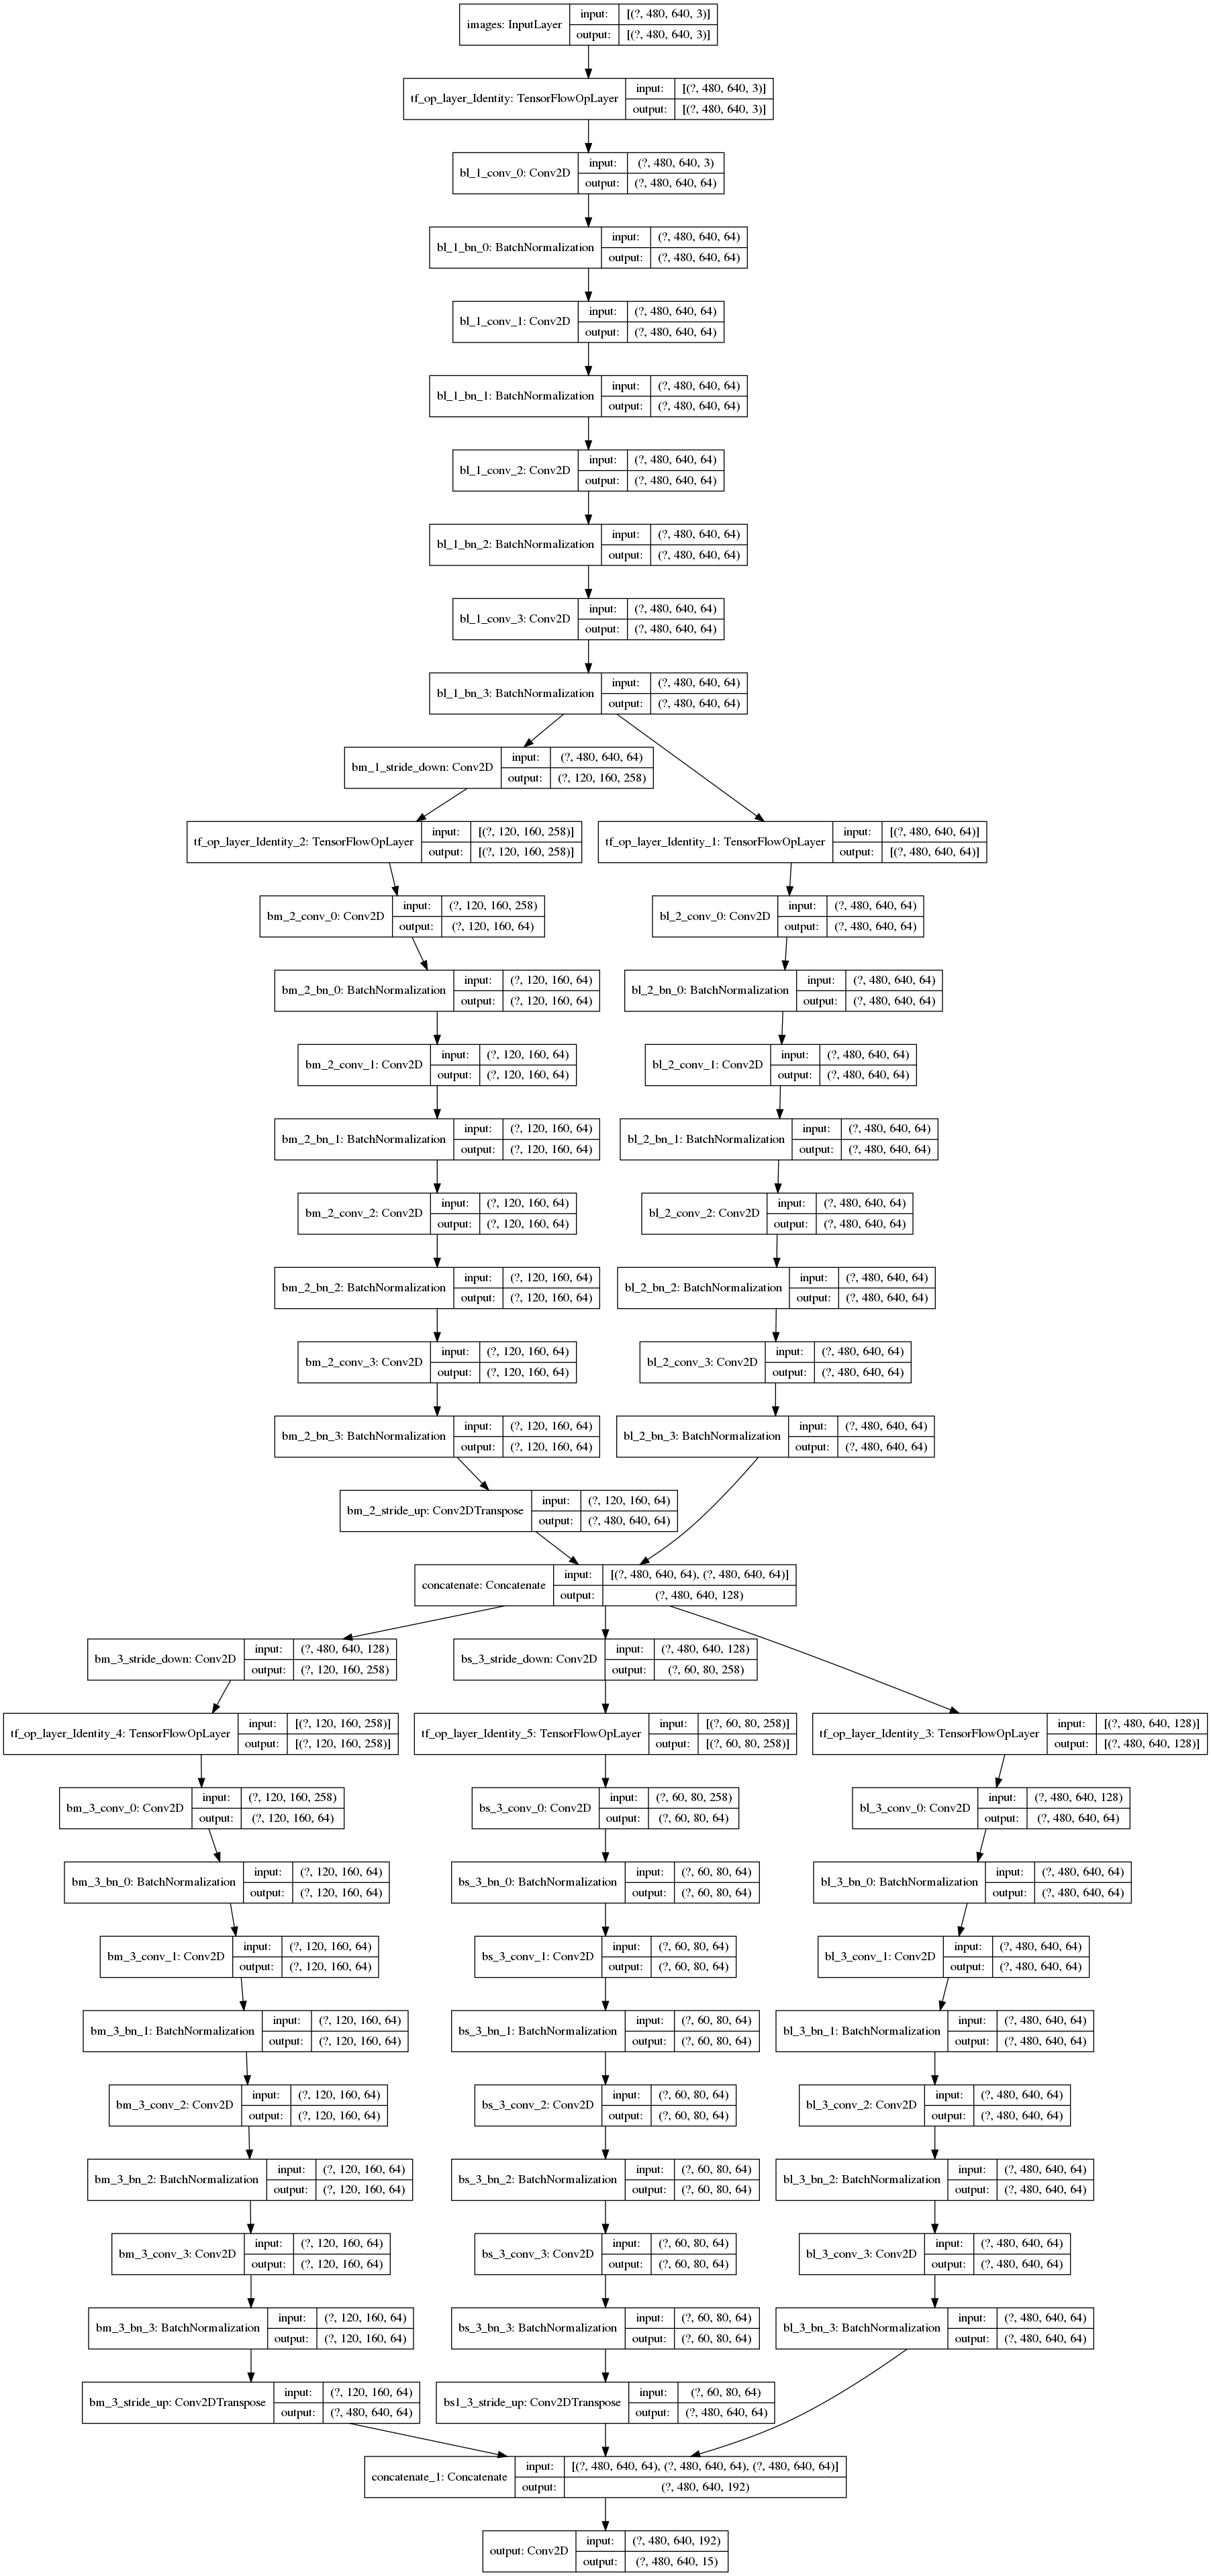 images: InputLayer
input: [(?, 480, 640, 3)]
output: [(?, 480, 640, 3)]
tf_op_layer_Identity: TensorFlowOpLayer
input: [(?, 480, 640, 3)]
output: [(?, 480, 640, 3)]
bl_1_conv_0: Conv2D
input: (?, 480, 640, 3)
output: (?, 480, 640, 64)
bl_1_bn_0: BatchNormalization
input: (?, 480, 640, 64)
output: (?, 480, 640, 64)
bl_1_conv_1: Conv2D
input: (?, 480, 640, 64)
output: (?, 480, 640, 64)
bl_1_bn_1: BatchNormalization
input: (?, 480, 640, 64)
output: (?, 480, 640, 64)
bl_1_conv_2: Conv2D
input: (?, 480, 640, 64)
output: (?, 480, 640, 64)
bl_1_bn_2: BatchNormalization
input: (?, 480, 640, 64)
output: (?, 480, 640, 64)
bl_1_conv_3: Conv2D
input: (?, 480, 640, 64)
output: (?, 480, 640, 64)
bl_1_bn_3: BatchNormalization
input: (?, 480, 640, 64)
output: (?, 480, 640, 64)
bm_1_stride_down: Conv2D
input: (?, 480, 640, 64)
output: (?, 120, 160, 258)
tf_op_layer_Identity_2: TensorFlowOpLayer
input: [(?, 120, 160, 258)]
output: [(?, 120, 160, 258)]
tf_op_layer_Identity_1: TensorFlowOpLayer
input: [(?, 480, 640, 64)]
output: [(?, 480, 640, 64)]
bm_2_conv_0: Conv2D
input: (?, 120, 160, 258)
output: (?, 120, 160, 64)
bl_2_conv_0: Conv2D
input: (?, 480, 640, 64)
output: (?, 480, 640, 64)
bm_2_bn_0: BatchNormalization
input: (?, 120, 160, 64)
output: (?, 120, 160, 64)
bl_2_bn_0: BatchNormalization
input: (?, 480, 640, 64)
output: (?, 480, 640, 64)
bm_2_conv_1: Conv2D
input: (?, 120, 160, 64)
output: (?, 120, 160, 64)
bl_2_conv_1: Conv2D
input: (?, 480, 640, 64)
output: (?, 480, 640, 64)
bm_2_bn_1: BatchNormalization
input: (?, 120, 160, 64)
output: (?, 120, 160, 64)
bl_2_bn_1: BatchNormalization
input: (?, 480, 640, 64)
output: (?, 480, 640, 64)
bm_2_conv_2: Conv2D
input: (?, 120, 160, 64)
output: (?, 120, 160, 64)
bl_2_conv_2: Conv2D
input: (?, 480, 640, 64)
output: (?, 480, 640, 64)
bm_2_bn_2: BatchNormalization
input: (?, 120, 160, 64)
output: (?, 120, 160, 64)
bl_2_bn_2: BatchNormalization
input: (?, 480, 640, 64)
output: (?, 480, 640, 64)
bm_2_conv_3: Conv2D
input: (?, 120, 160, 64)
output: (?, 120, 160, 64)
bl_2_conv_3: Conv2D
input: (?, 480, 640, 64)
output: (?, 480, 640, 64)
bm_2_bn_3: BatchNormalization
input: (?, 120, 160, 64)
output: (?, 120, 160, 64)
bl_2_bn_3: BatchNormalization
input: (?, 480, 640, 64)
output: (?, 480, 640, 64)
bm_2_stride_up: Conv2DTranspose
input: (?, 120, 160, 64)
output: (?, 480, 640, 64)
concatenate: Concatenate
input: [(?, 480, 640, 64), (?, 480, 640, 64)]
output: (?, 480, 640, 128)
bm_3_stride_down: Conv2D
input: (?, 480, 640, 128)
output: (?, 120, 160, 258)
bs_3_stride_down: Conv2D
input: (?, 480, 640, 128)
output: (?, 60, 80, 258)
tf_op_layer_Identity_4: TensorFlowOpLayer
input: [(?, 120, 160, 258)]
output: [(?, 120, 160, 258)]
tf_op_layer_Identity_5: TensorFlowOpLayer
input: [(?, 60, 80, 258)]
output: [(?, 60, 80, 258)]
tf_op_layer_Identity_3: TensorFlowOpLayer
input: [(?, 480, 640, 128)]
output: [(?, 480, 640, 128)]
bm_3_conv_0: Conv2D
input: (?, 120, 160, 258)
output: (?, 120, 160, 64)
bs_3_conv_0: Conv2D
input: (?, 60, 80, 258)
output: (?, 60, 80, 64)
bl_3_conv_0: Conv2D
input: (?, 480, 640, 128)
output: (?, 480, 640, 64)
bm_3_bn_0: BatchNormalization
input: (?, 120, 160, 64)
output: (?, 120, 160, 64)
bs_3_bn_0: BatchNormalization
input: (?, 60, 80, 64)
output: (?, 60, 80, 64)
bl_3_bn_0: BatchNormalization
input: (?, 480, 640, 64)
output: (?, 480, 640, 64)
bm_3_conv_1: Conv2D
input: (?, 120, 160, 64)
output: (?, 120, 160, 64)
bs_3_conv_1: Conv2D
input: (?, 60, 80, 64)
output: (?, 60, 80, 64)
bl_3_conv_1: Conv2D
input: (?, 480, 640, 64)
output: (?, 480, 640, 64)
bm_3_bn_1: BatchNormalization
input: (?, 120, 160, 64)
output: (?, 120, 160, 64)
bs_3_bn_1: BatchNormalization
input: (?, 60, 80, 64)
output: (?, 60, 80, 64)
bl_3_bn_1: BatchNormalization
input: (?, 480, 640, 64)
output: (?, 480, 640, 64)
bm_3_conv_2: Conv2D
input: (?, 120, 160, 64)
output: (?, 120, 160, 64)
bs_3_conv_2: Conv2D
input: (?, 60, 80, 64)
output: (?, 60, 80, 64)
bl_3_conv_2: Conv2D
input: (?, 480, 640, 64)
output: (?, 480, 640, 64)
bm_3_bn_2: BatchNormalization
input: (?, 120, 160, 64)
output: (?, 120, 160, 64)
bs_3_bn_2: BatchNormalization
input: (?, 60, 80, 64)
output: (?, 60, 80, 64)
bl_3_bn_2: BatchNormalization
input: (?, 480, 640, 64)
output: (?, 480, 640, 64)
bm_3_conv_3: Conv2D
input: (?, 120, 160, 64)
output: (?, 120, 160, 64)
bs_3_conv_3: Conv2D
input: (?, 60, 80, 64)
output: (?, 60, 80, 64)
bl_3_conv_3: Conv2D
input: (?, 480, 640, 64)
output: (?, 480, 640, 64)
bm_3_bn_3: BatchNormalization
input: (?, 120, 160, 64)
output: (?, 120, 160, 64)
bs_3_bn_3: BatchNormalization
input: (?, 60, 80, 64)
output: (?, 60, 80, 64)
bl_3_bn_3: BatchNormalization
input: (?, 480, 640, 64)
output: (?, 480, 640, 64)
bm_3_stride_up: Conv2DTranspose
input: (?, 120, 160, 64)
output: (?, 480, 640, 64)
bs1_3_stride_up: Conv2DTranspose
input: (?, 60, 80, 64)
output: (?, 480, 640, 64)
concatenate_1: Concatenate
input: [(?, 480, 640, 64), (?, 480, 640, 64), (?, 480, 640, 64)]
output: (?, 480, 640, 192)
output: Conv2D
input: (?, 480, 640, 192)
output: (?, 480, 640, 15)